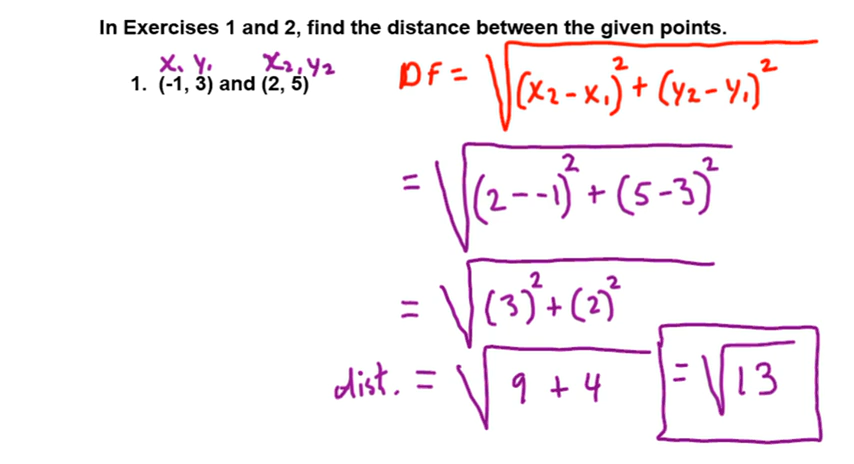 In Exercises 1 and 2, find the distance between the given points.
x₁ y₁ x₂, y₂
1. (-1, 3) and (2, 5)
DF = √((x₂ - x₁)² + (y₂ - y₁)²)
= √((2 - -1)² + (5 - 3)²)
= √((3)² + (2)²)
dist. = √(9 + 4) = √13